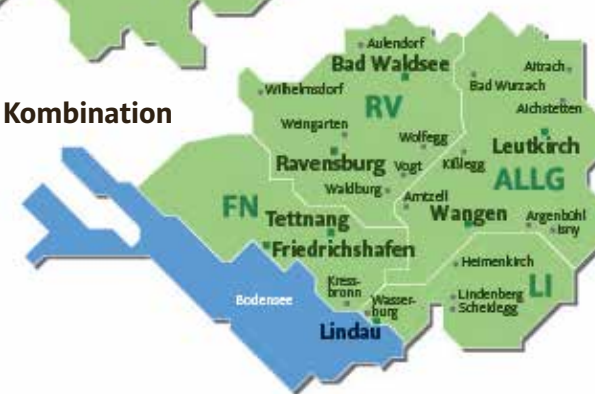 Aulendorf
Bad Waldsee
Aitrach
Bad Wurzach
Wilhelmsdorf
Aichstetten
Kombination
RV
Weingarten
Wolfegg
Leutkirch
Ravensburg
Vogt
Kißlegg
ALLG
Waldburg
Amtzell
FN
Tettnang
Wangen
Argenbühl
Isny
Friedrichshafen
Heimenkirch
LI
Kress-
bronn
Bodensee
Wasser-
burg
Lindenberg
Scheidegg
Lindau